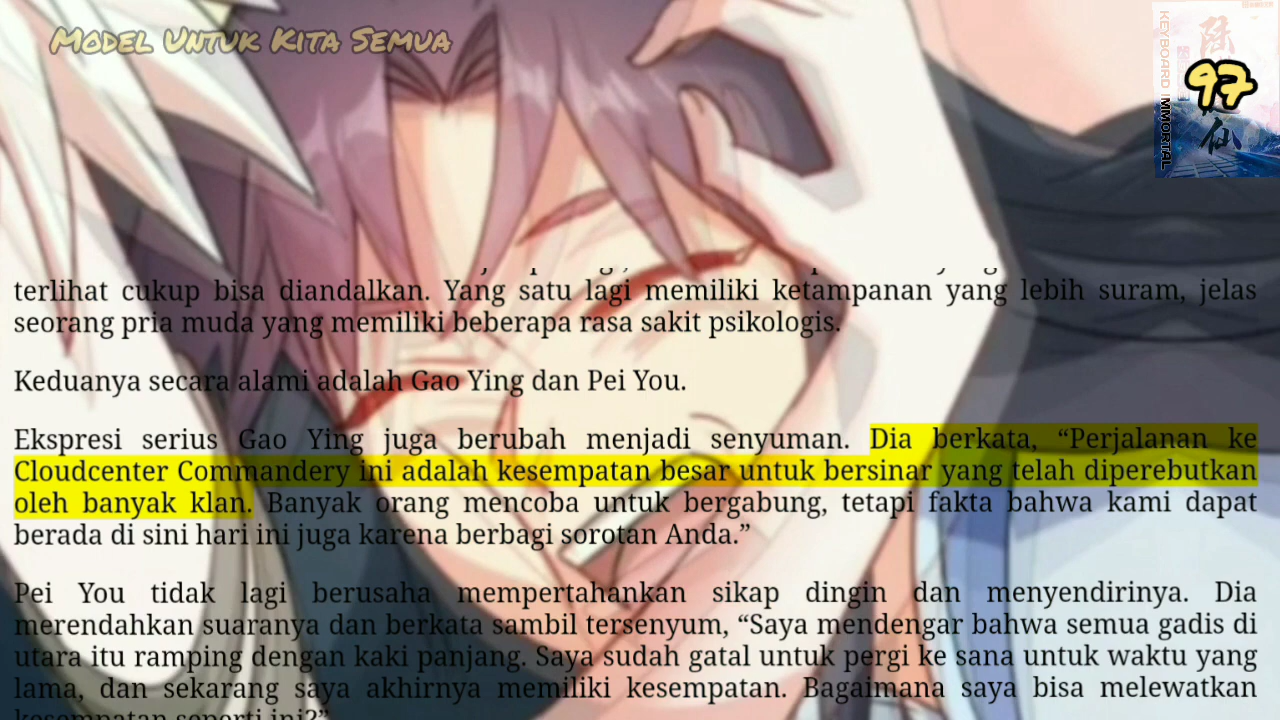 Model Untuk Kita Semua
KEYBOARD IMMORTAL
97
仙
terlihat cukup bisa diandalkan. Yang satu lagi memiliki ketampanan yang lebih suram, jelas
seorang pria muda yang memiliki beberapa rasa sakit psikologis.
Keduanya secara alami adalah Gao Ying dan Pei You.
Ekspresi serius Gao Ying juga berubah menjadi senyuman. Dia berkata, “Perjalanan ke
Cloudcenter Commandery ini adalah kesempatan besar untuk bersinar yang telah diperebutkan
oleh banyak klan. Banyak orang mencoba untuk bergabung, tetapi fakta bahwa kami dapat
berada di sini hari ini juga karena berbagi sorotan Anda.”
Pei You tidak lagi berusaha mempertahankan sikap dingin dan menyendirinya. Dia
merendahkan suaranya dan berkata sambil tersenyum, “Saya mendengar bahwa semua gadis di
utara itu ramping dengan kaki panjang. Saya sudah gatal untuk pergi ke sana untuk waktu yang
lama, dan sekarang saya akhirnya memiliki kesempatan. Bagaimana saya bisa melewatkan
kesempatan seperti ini?”